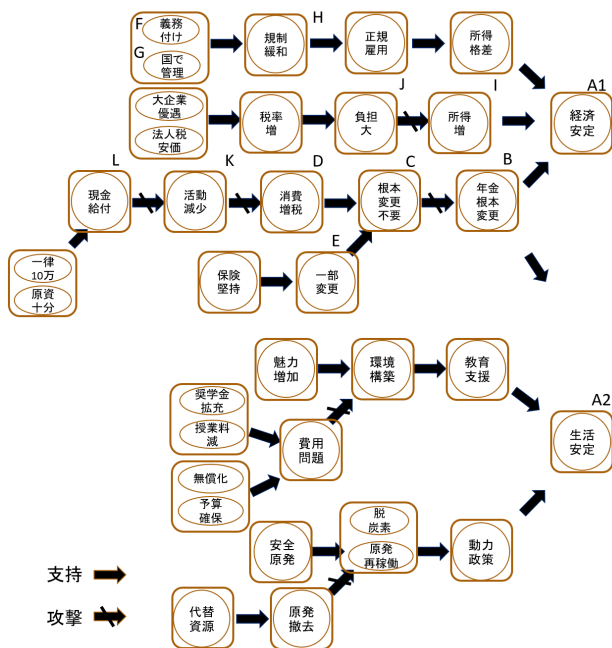 F
義務
付け
G
国で
管理
規制
緩和
H
正規
雇用
所得
格差
A1
経済
安定
大企業
優遇
法人税
安価
税率
増
負担
大
J
所得
増
I
L
現金
給付
K
活動
減少
D
消費
増税
C
根本
変更
不要
B
年金
根本
変更
一律
10万
原資
十分
保険
堅持
E
一部
変更
魅力
増加
環境
構築
教育
支援
A2
生活
安定
奨学金
拡充
授業料
減
費用
問題
無償化
予算
確保
安全
原発
脱
炭素
原発
再稼働
動力
政策
代替
資源
原発
撤去
支持
攻撃